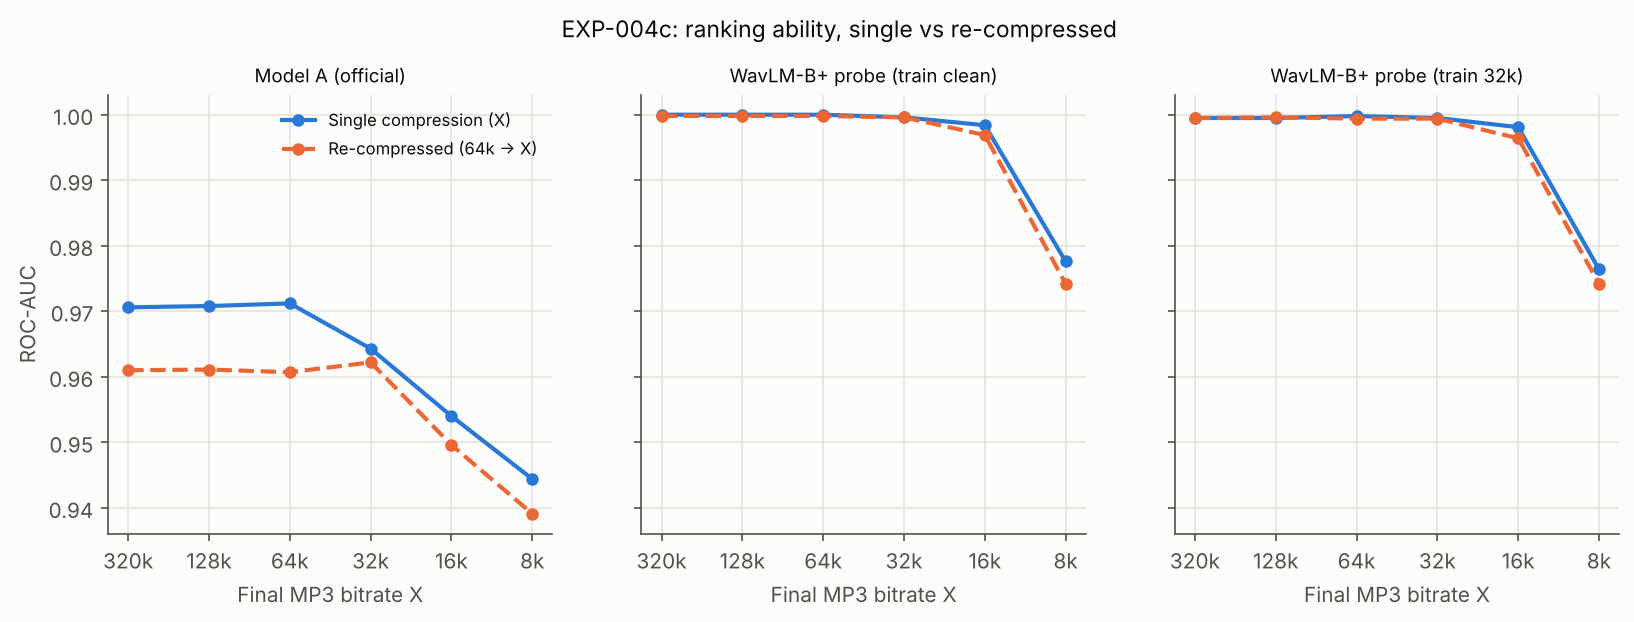 EXP-004c: ranking ability, single vs re-compressed
Model A (official)
WavLM-B+ probe (train clean)
WavLM-B+ probe (train 32k)
Single compression (X)
Re-compressed (64k → X)
ROC-AUC
1.00
0.99
0.98
0.97
0.96
0.95
0.94
320k 128k 64k 32k 16k 8k
320k 128k 64k 32k 16k 8k
320k 128k 64k 32k 16k 8k
Final MP3 bitrate X
Final MP3 bitrate X
Final MP3 bitrate X